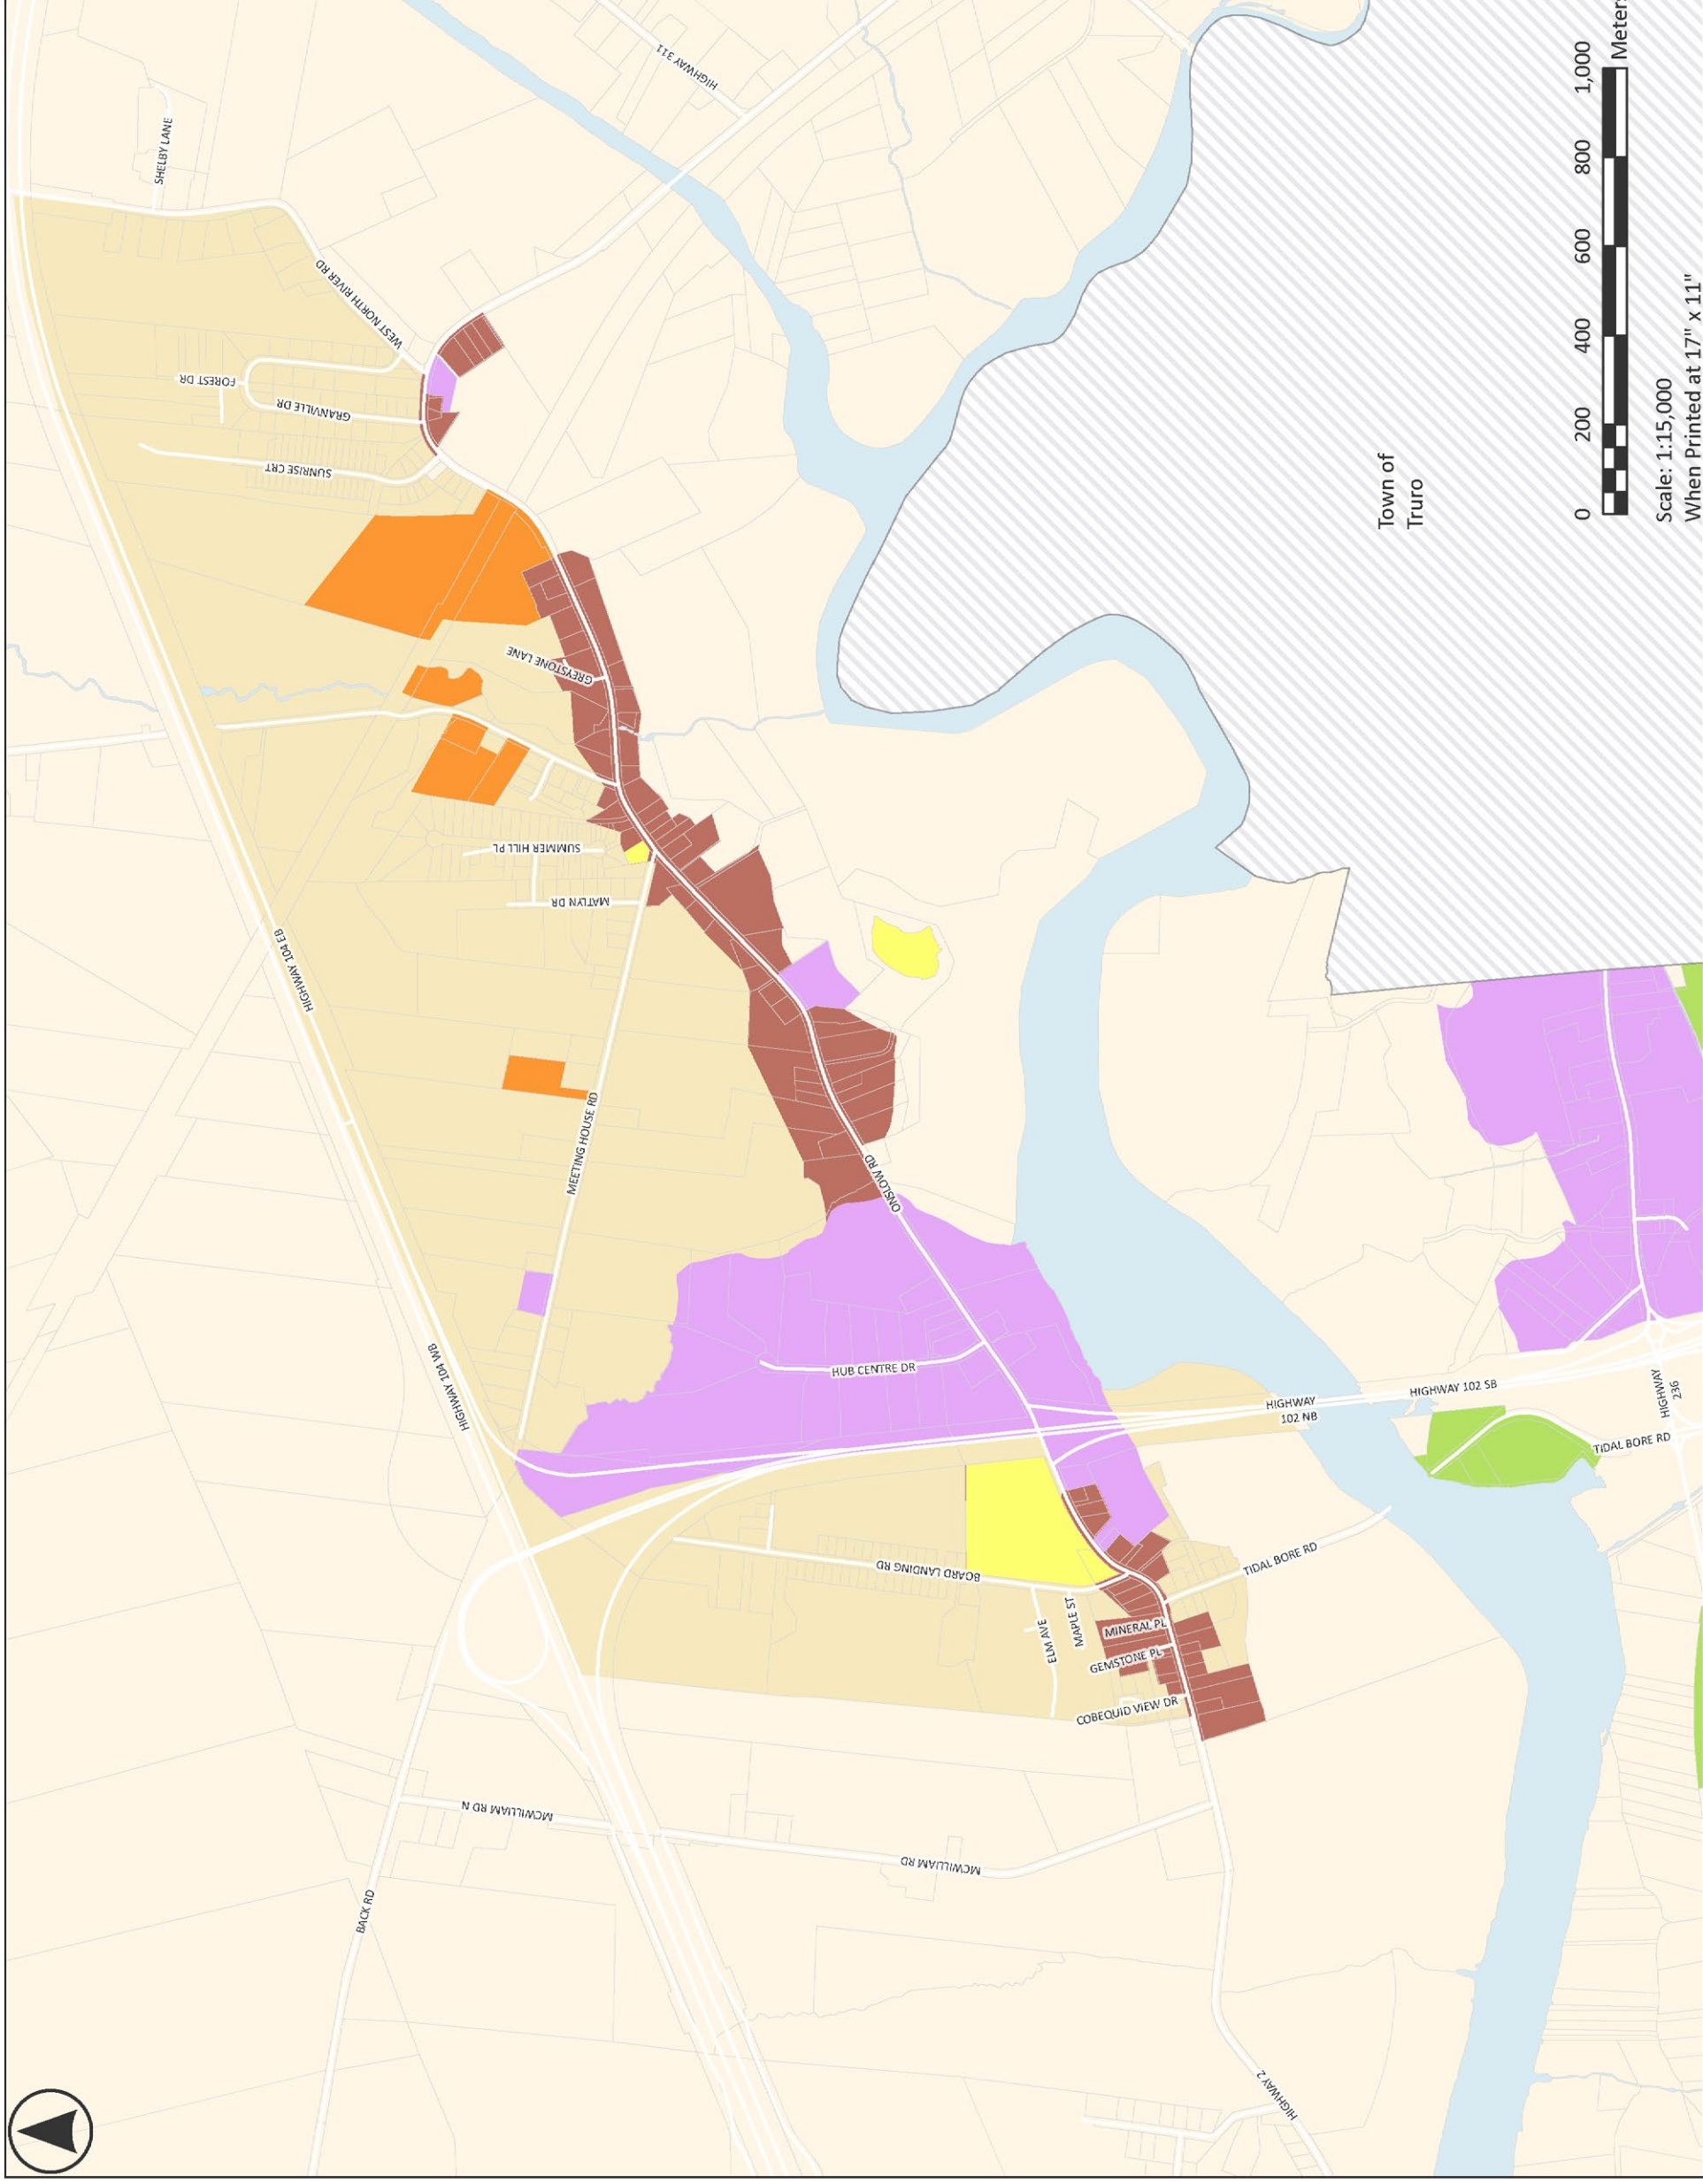 SHELBY LANE
HIGHWAY 311
WEST NORTH RIVER RD
FOREST DR
GRANVILLE DR
SUNRISE CRT
GREYSTONE LANE
SUMMER HILL PL
MATLYN DR
HIGHWAY 104 EB
MEETING HOUSE RD
ONSLOW RD
HIGHWAY 104 WB
HUB CENTRE DR
HIGHWAY
102 NB
HIGHWAY 102 SB
HIGHWAY
236
TIDAL BORE RD
BOARD LANDING RD
TIDAL BORE RD
ELM AVE
MAPLE ST
MINERAL PL
GEMSTONE PL
COBEQUID VIEW DR
MCWILLIAM RD N
MCWILLIAM RD
BACK RD
HIGHWAY 2
Town of
Truro
0 200 400 600 800 1,000
Meter
Scale: 1:15,000
When Printed at 17" x 11"